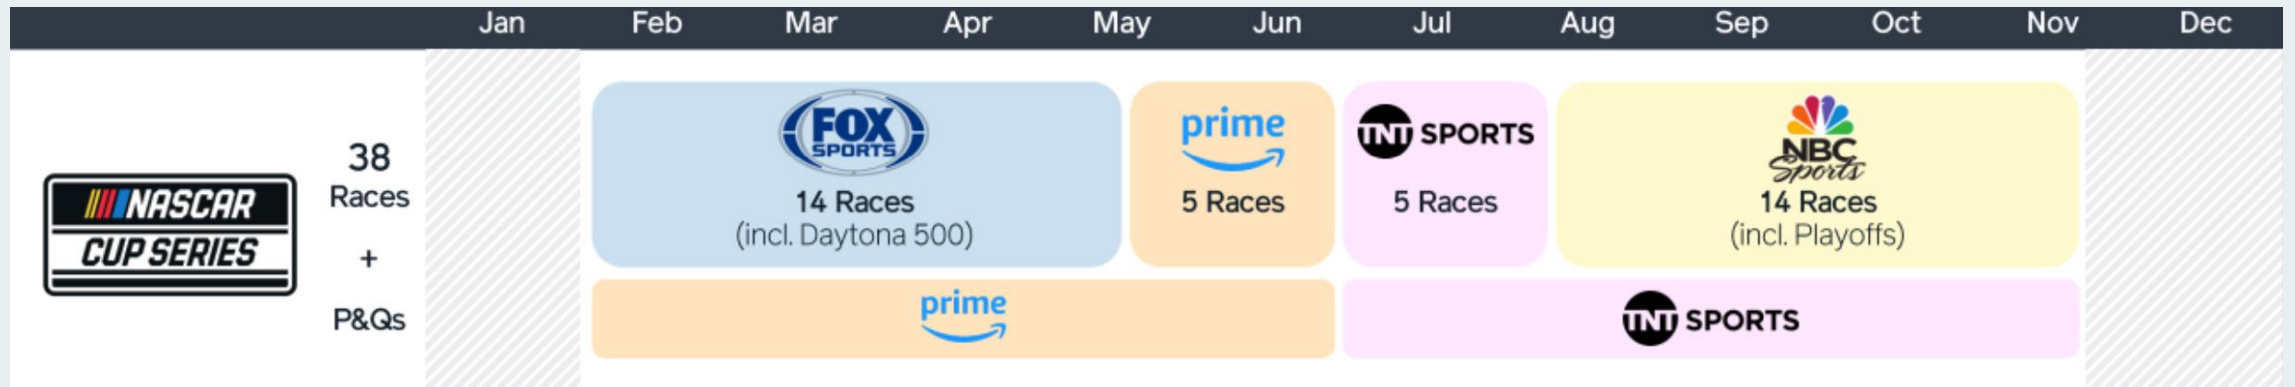 Jan Feb Mar Apr May Jun Jul Aug Sep Oct Nov Dec
NASCAR
CUP SERIES
38
Races
+
P&Qs
FOX
SPORTS
14 Races
(incl. Daytona 500)
prime
5 Races
TNT SPORTS
5 Races
NBC
Sports
14 Races
(incl. Playoffs)
prime
TNT SPORTS